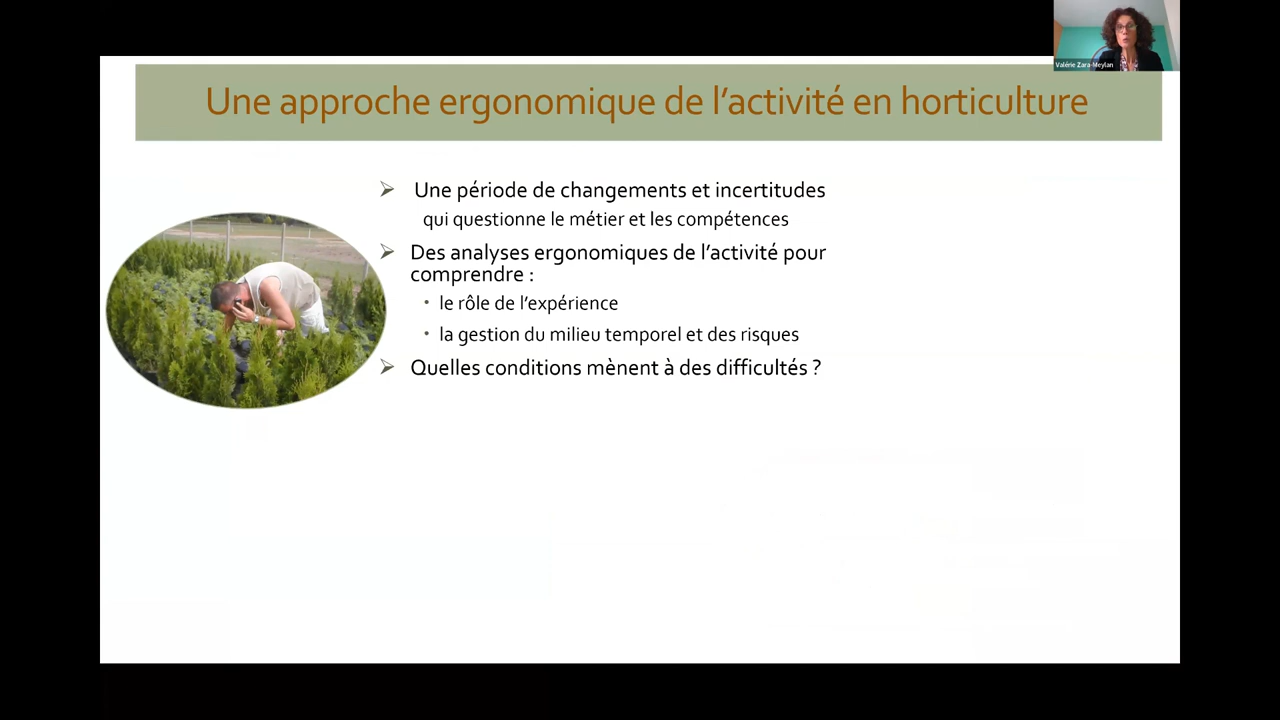 Valérie Zara-Meylan
Une approche ergonomique de l'activité en horticulture
➢ Une période de changements et incertitudes
qui questionne le métier et les compétences
➢ Des analyses ergonomiques de l'activité pour
comprendre :
• le rôle de l'expérience
• la gestion du milieu temporel et des risques
➢ Quelles conditions mènent à des difficultés ?